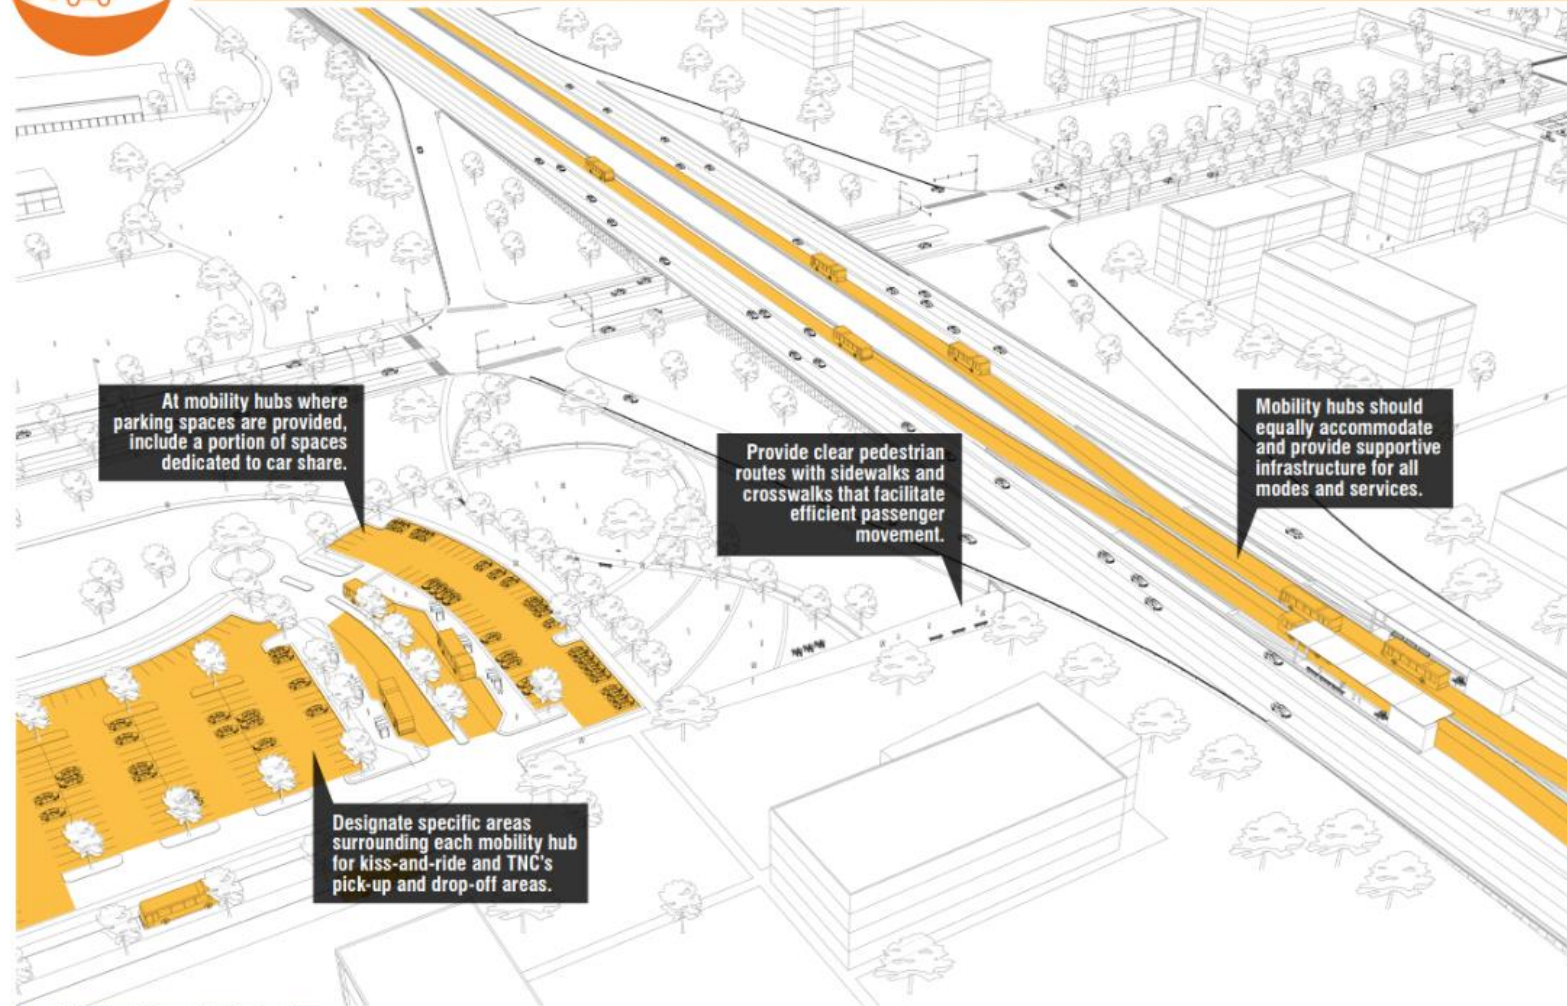 At mobility hubs where
parking spaces are provided,
include a portion of spaces
dedicated to car share.
Provide clear pedestrian
routes with sidewalks and
crosswalks that facilitate
efficient passenger
movement.
Mobility hubs should
equally accommodate
and provide supportive
infrastructure for all
modes and services.
Designate specific areas
surrounding each mobility hub
for kiss-and-ride and TNC's
pick-up and drop-off areas.